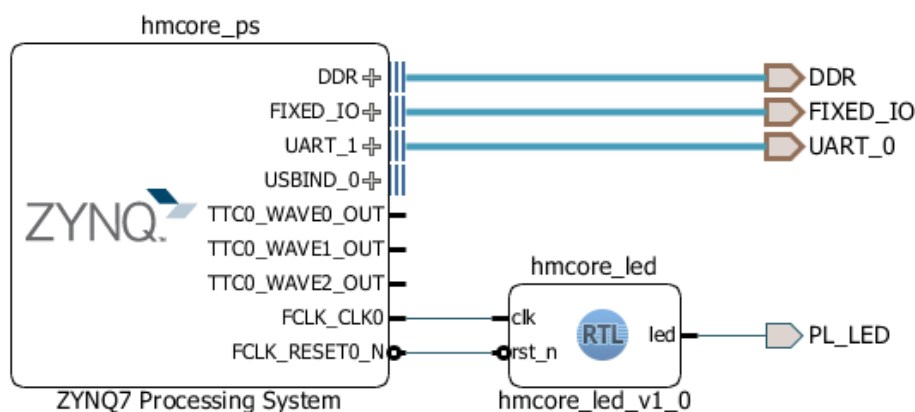 hmcore_ps
DDR
FIXED_IO
UART_1
USBIND_0
TTC0_WAVE0_OUT
TTC0_WAVE1_OUT
TTC0_WAVE2_OUT
FCLK_CLK0
FCLK_RESET0_N
ZYNQ
ZYNQ7 Processing System
DDR
FIXED_IO
UART_0
hmcore_led
clk
rst_n
RTL
led
hmcore_led_v1_0
PL_LED